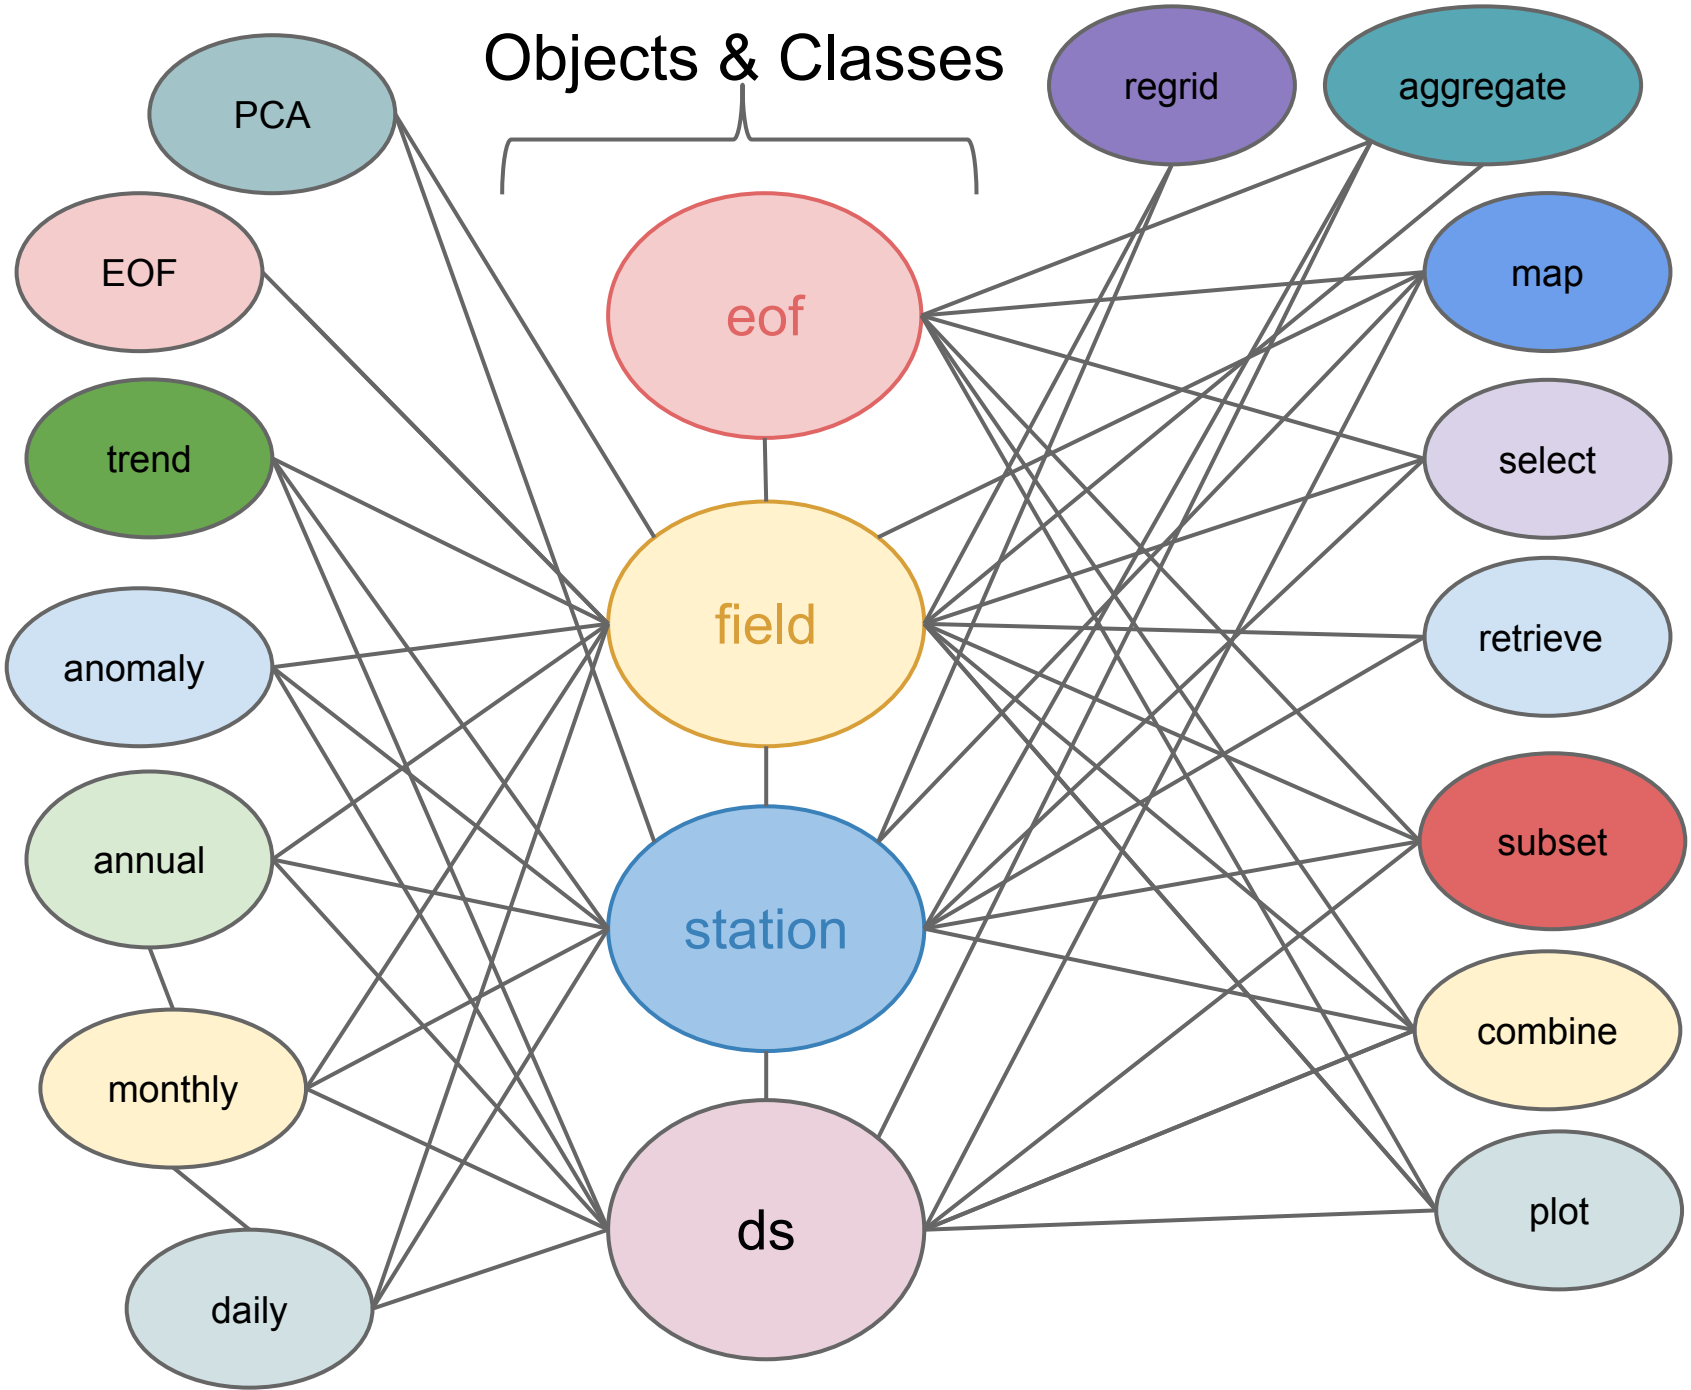 Objects & Classes
PCA
EOF
trend
anomaly
annual
monthly
daily
eof
field
station
ds
regrid
aggregate
map
select
retrieve
subset
combine
plot